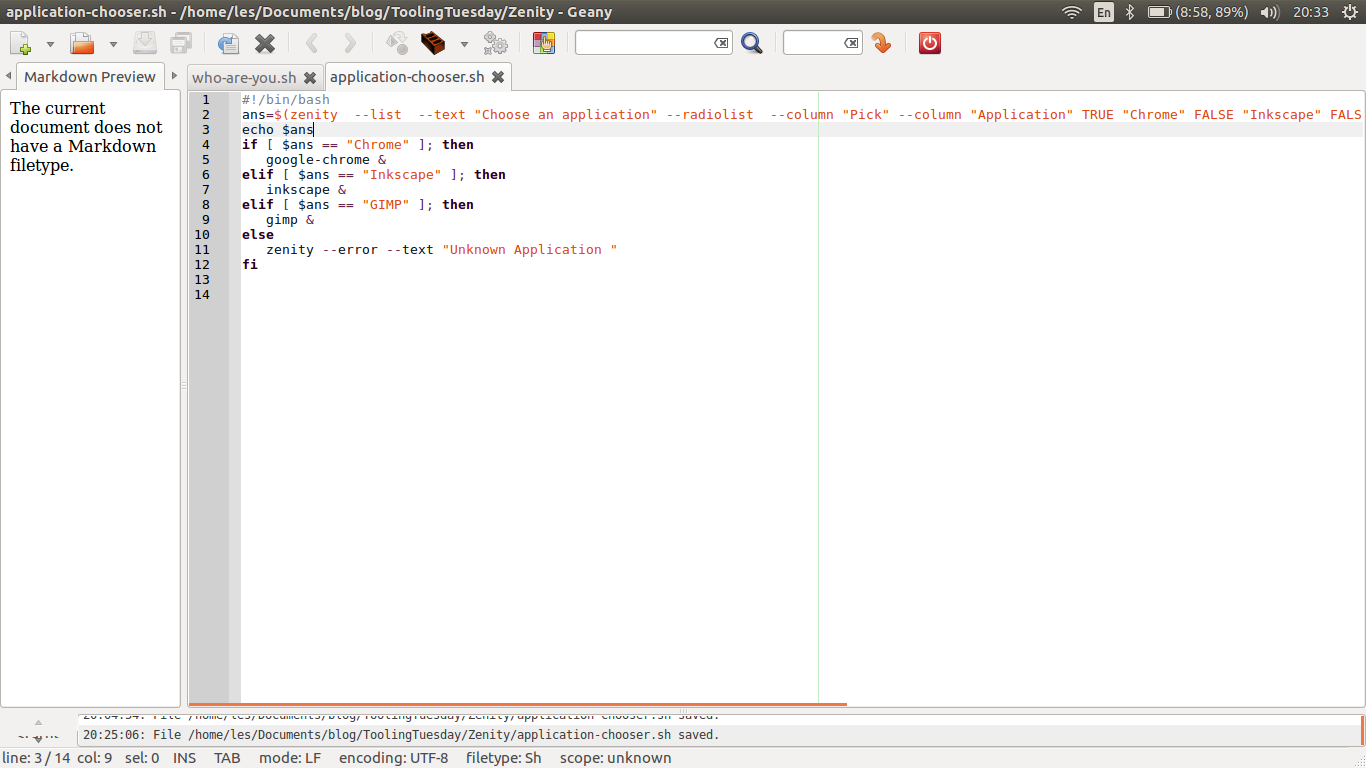 application-chooser.sh - /home/les/Documents/blog/ToolingTuesday/Zenity - Geany
En (8:58, 89%) 20:33
Markdown Preview
who-are-you.sh
application-chooser.sh
The current
document does not
have a Markdown
filetype.
1 #!/bin/bash
2 ans=$(zenity  --list  --text "Choose an application" --radiolist  --column "Pick" --column "Application" TRUE "Chrome" FALSE "Inkscape" FALS
3 echo $ans
4 if [ $ans == "Chrome" ]; then
5    google-chrome &
6 elif [ $ans == "Inkscape" ]; then
7    inkscape &
8 elif [ $ans == "GIMP" ]; then
9    gimp &
10 else
11    zenity --error --text "Unknown Application "
12 fi
13
14
File /home/les/Documents/blog/ToolingTuesday/Zenity/application-chooser.sh saved.
20:25:06: File /home/les/Documents/blog/ToolingTuesday/Zenity/application-chooser.sh saved.
line: 3 / 14 col: 9 sel: 0 INS TAB mode: LF encoding: UTF-8 filetype: Sh scope: unknown